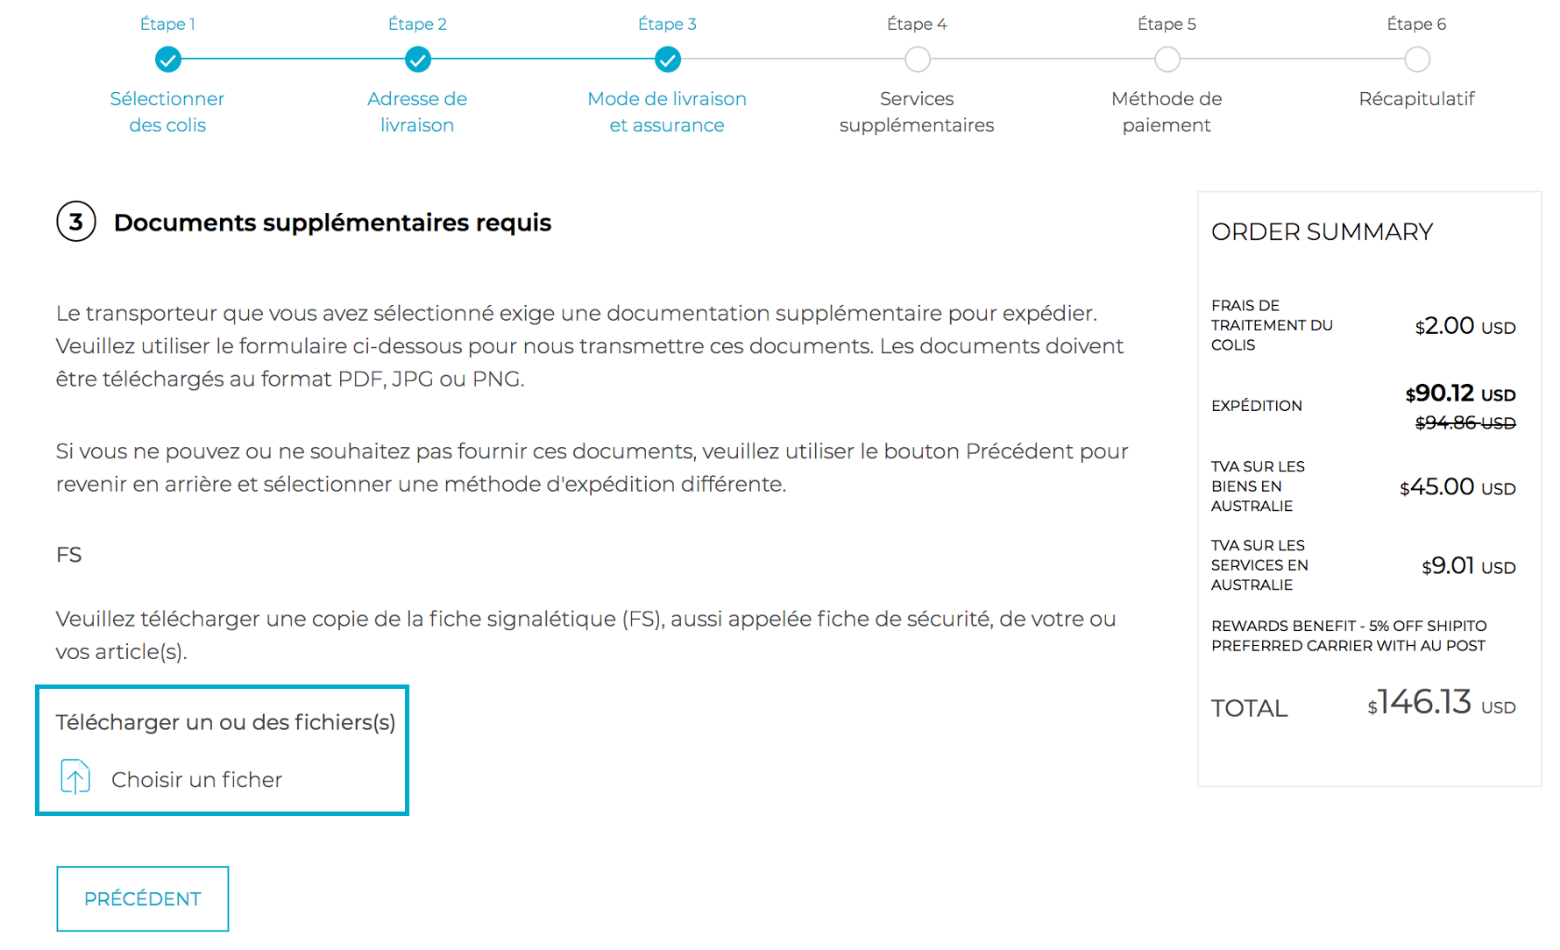 Étape 1
Étape 2
Étape 3
Étape 4
Étape 5
Étape 6
Sélectionner
des colis
Adresse de
livraison
Mode de livraison
et assurance
Services
supplémentaires
Méthode de
paiement
Récapitulatif
3 Documents supplémentaires requis
Le transporteur que vous avez sélectionné exige une documentation supplémentaire pour expédier.
Veuillez utiliser le formulaire ci-dessous pour nous transmettre ces documents. Les documents doivent
être téléchargés au format PDF, JPG ou PNG.
Si vous ne pouvez ou ne souhaitez pas fournir ces documents, veuillez utiliser le bouton Précédent pour
revenir en arrière et sélectionner une méthode d'expédition différente.
FS
Veuillez télécharger une copie de la fiche signalétique (FS), aussi appelée fiche de sécurité, de votre ou
vos article(s).
Télécharger un ou des fichiers(s)
Choisir un ficher
PRÉCÉDENT
ORDER SUMMARY
FRAIS DE
TRAITEMENT DU
COLIS
$2.00 USD
EXPÉDITION
$90.12 USD
$94.86 USD
TVA SUR LES
BIENS EN
AUSTRALIE
$45.00 USD
TVA SUR LES
SERVICES EN
AUSTRALIE
$9.01 USD
REWARDS BENEFIT - 5% OFF SHIPITO
PREFERRED CARRIER WITH AU POST
TOTAL
$146.13 USD